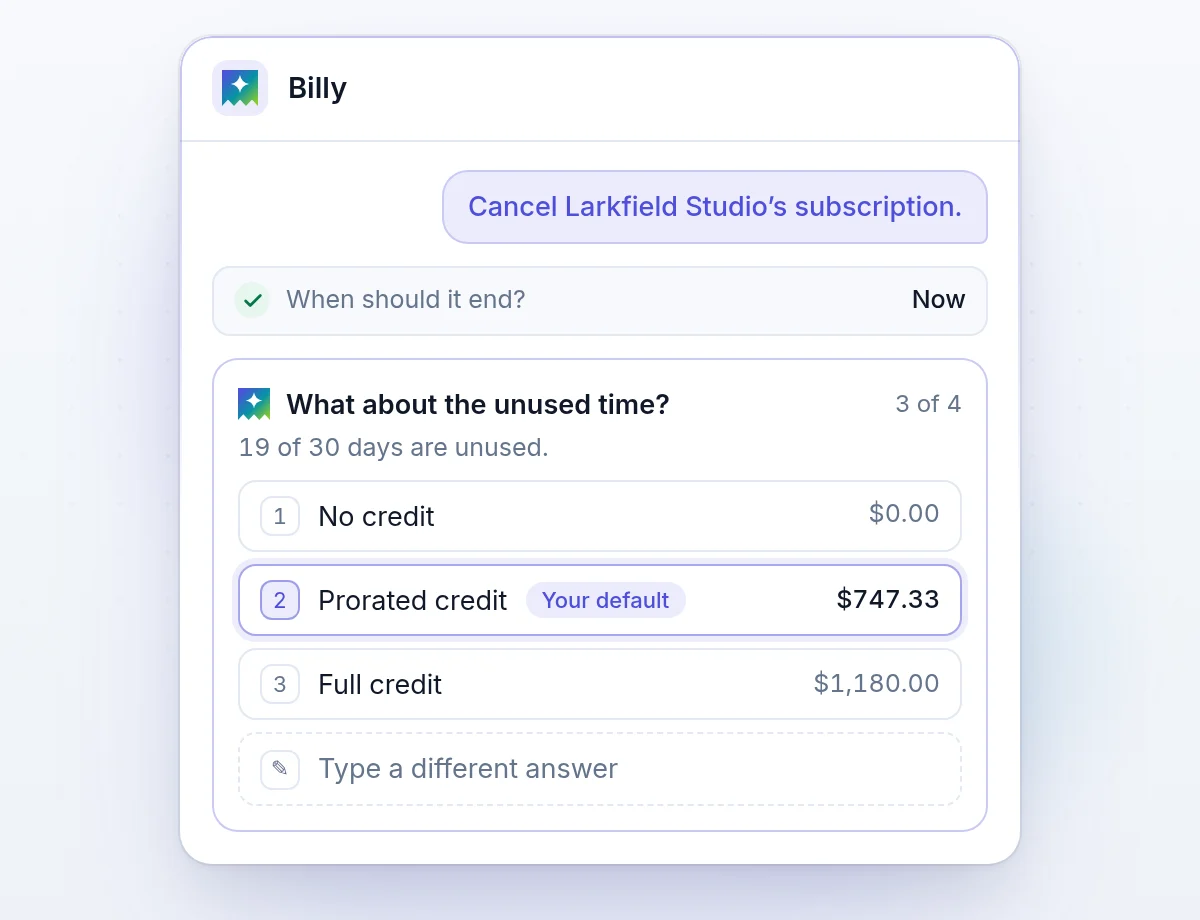 Billy
Cancel Larkfield Studio’s subscription.
When should it end? Now
What about the unused time? 3 of 4
19 of 30 days are unused.
1 No credit $0.00
2 Prorated credit Your default $747.33
3 Full credit $1,180.00
✎ Type a different answer